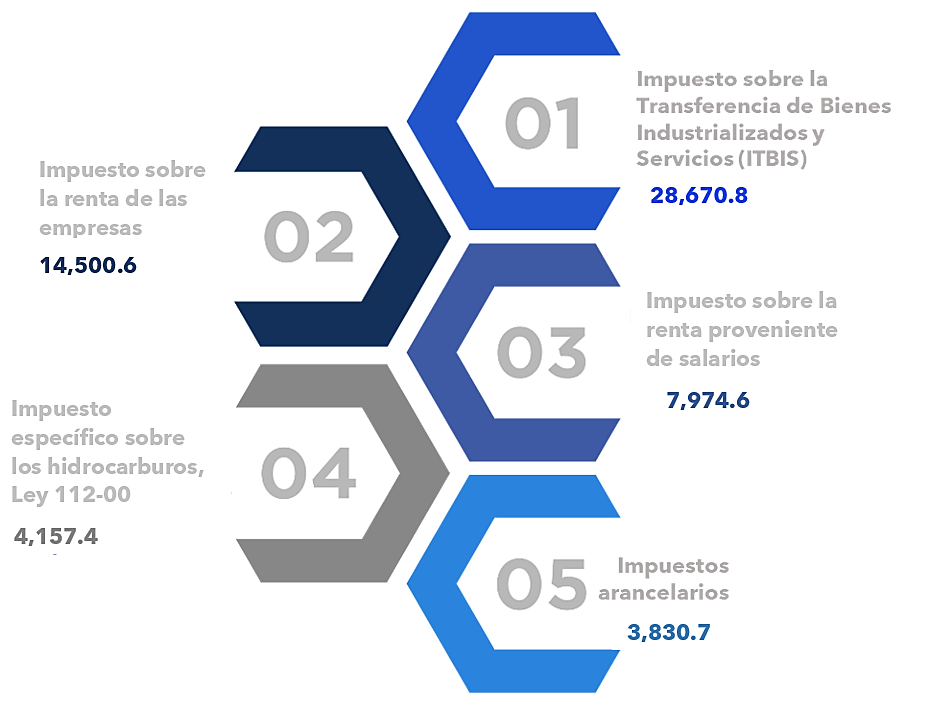 01
Impuesto sobre la
Transferencia de Bienes
Industrializados y
Servicios (ITBIS)
28,670.8
02
Impuesto sobre
la renta de las
empresas
14,500.6
03
Impuesto sobre la
renta proveniente
de salarios
7,974.6
04
Impuesto
específico sobre
los hidrocarburos,
Ley 112-00
4,157.4
05
Impuestos
arancelarios
3,830.7